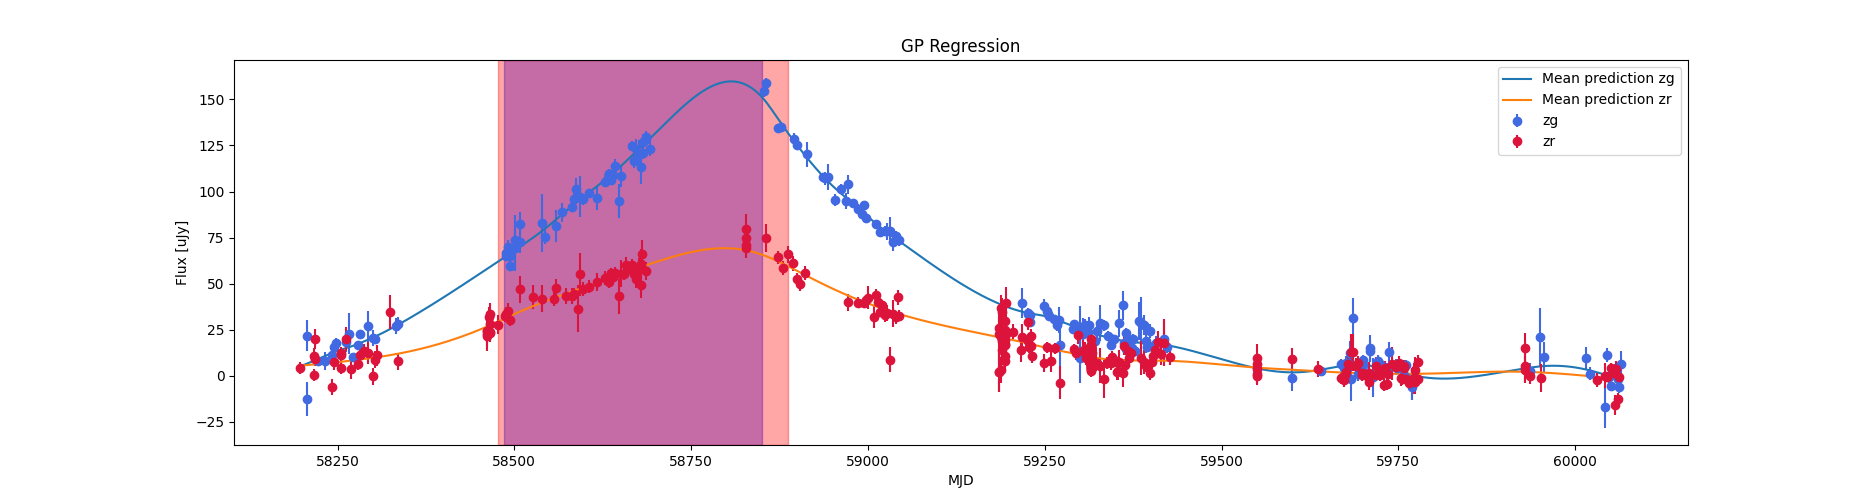 GP Regression
Mean prediction zg
Mean prediction zr
zg
zr
Flux [uJy]
150
125
100
75
50
25
0
−25
58250 58500 58750 59000 59250 59500 59750 60000
MJD